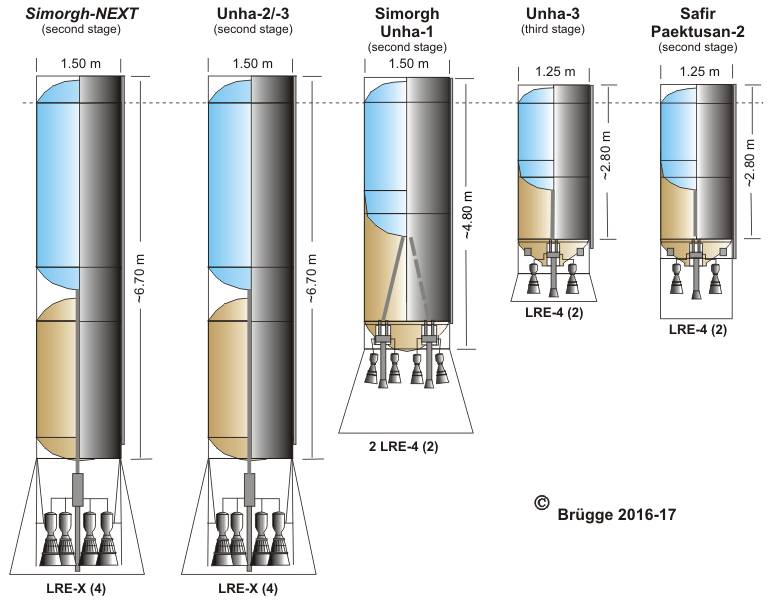 Simorgh-NEXT
(second stage)
1.50 m
~6.70 m
LRE-X (4)
Unha-2/-3
(second stage)
1.50 m
~6.70 m
LRE-X (4)
Simorgh
Unha-1
(second stage)
1.50 m
~4.80 m
2 LRE-4 (2)
Unha-3
(third stage)
1.25 m
~2.80 m
LRE-4 (2)
Safir
Paektusan-2
(second stage)
1.25 m
~2.80 m
LRE-4 (2)
© Brügge 2016-17